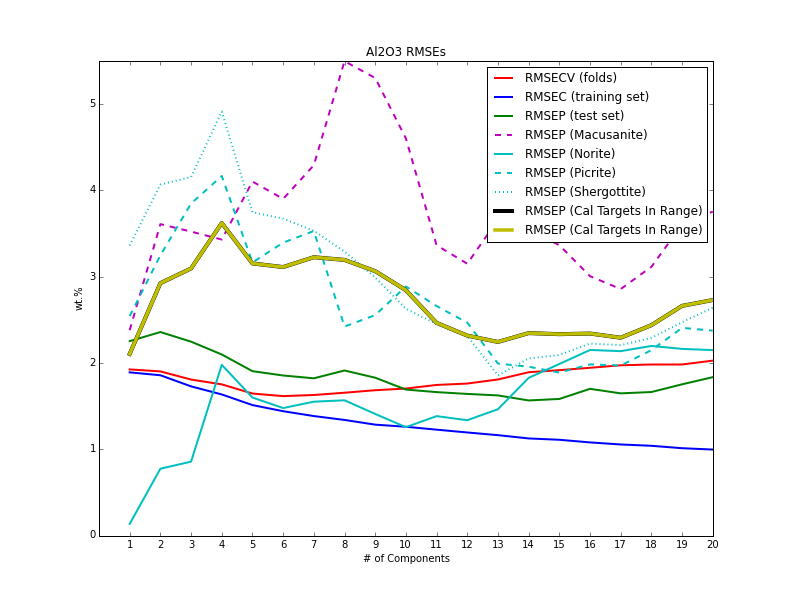 Al2O3 RMSEs
RMSECV (folds)
RMSEC (training set)
RMSEP (test set)
RMSEP (Macusanite)
RMSEP (Norite)
RMSEP (Picrite)
RMSEP (Shergottite)
RMSEP (Cal Targets In Range)
RMSEP (Cal Targets In Range)
5
4
3
2
1
0
wt.%
1 2 3 4 5 6 7 8 9 10 11 12 13 14 15 16 17 18 19 20
# of Components